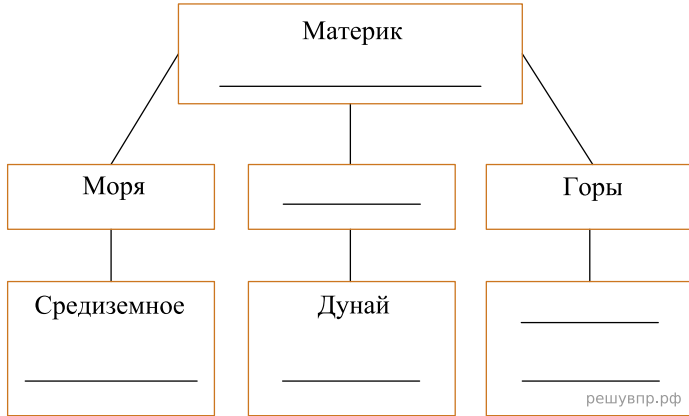 Материк
Моря
Горы
Средиземное
Дунай
решувпр.рф